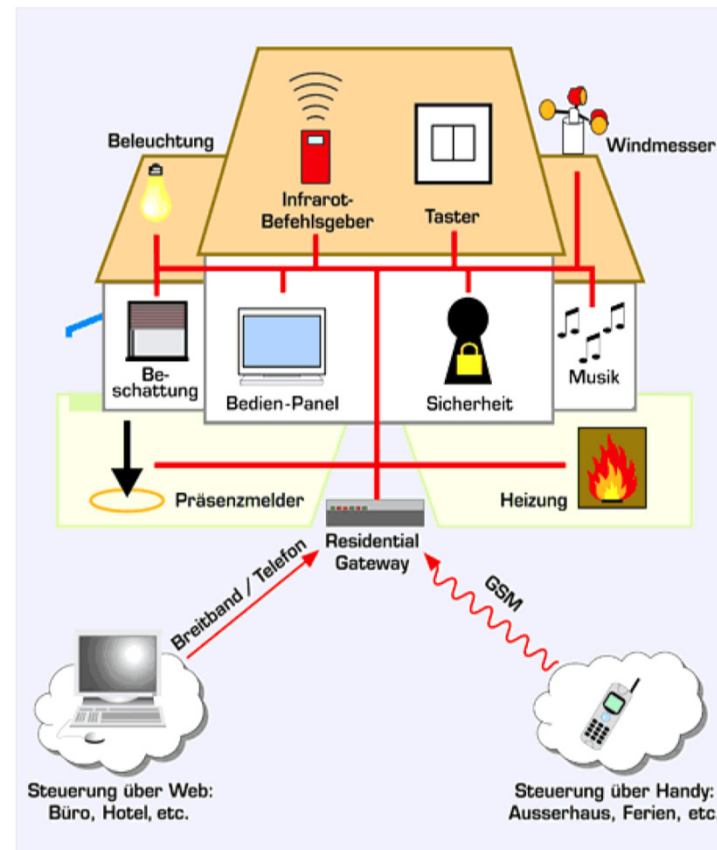 Beleuchtung
Windmesser
Infrarot-
Befehlsgeber
Taster
Be-
schattung
Bedien-Panel
Sicherheit
Musik
Präsenzmelder
Heizung
Residential
Gateway
Breitband / Telefon
GSM
Steuerung über Web:
Büro, Hotel, etc.
Steuerung über Handy:
Ausserhaus, Ferien, etc.